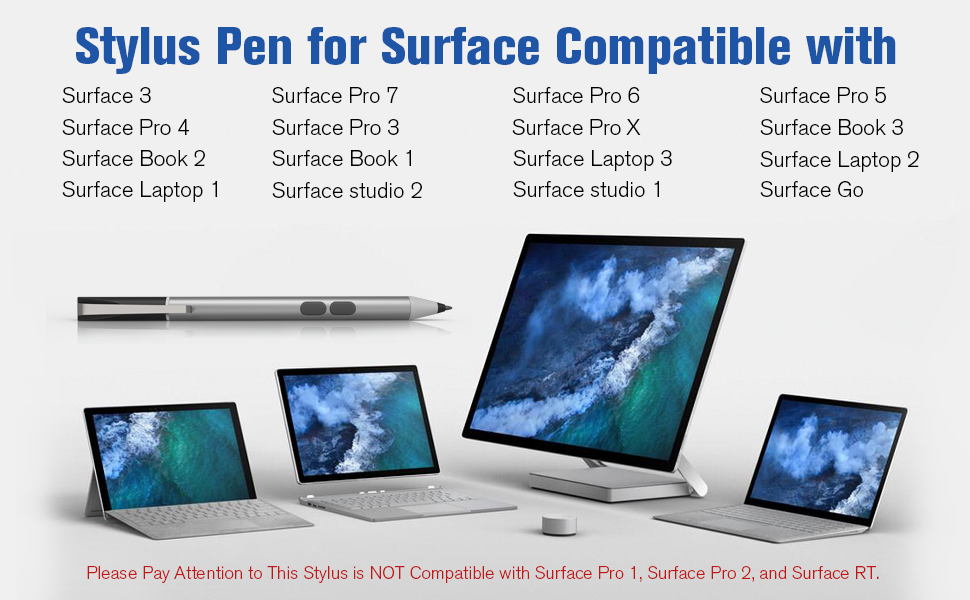 Stylus Pen for Surface Compatible with
Surface 3 Surface Pro 7 Surface Pro 6 Surface Pro 5
Surface Pro 4 Surface Pro 3 Surface Pro X Surface Book 3
Surface Book 2 Surface Book 1 Surface Laptop 3 Surface Laptop 2
Surface Laptop 1 Surface studio 2 Surface studio 1 Surface Go
Please Pay Attention to This Stylus is NOT Compatible with Surface Pro 1, Surface Pro 2, and Surface RT.